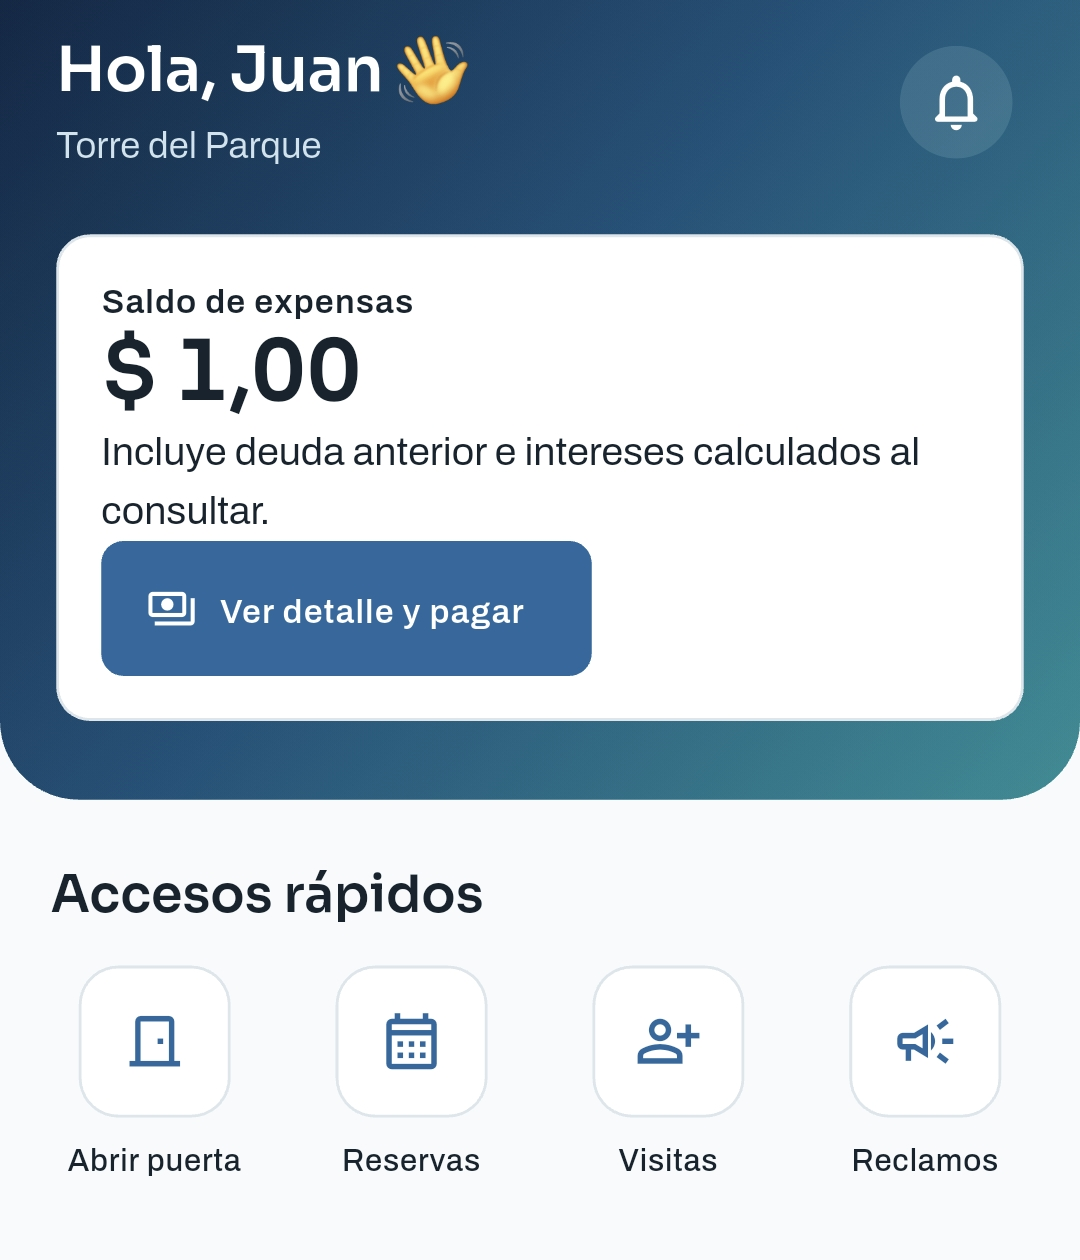 Hola, Juan 👋
Torre del Parque
Saldo de expensas
$ 1,00
Incluye deuda anterior e intereses calculados al
consultar.
Ver detalle y pagar
Accesos rápidos
Abrir puerta
Reservas
Visitas
Reclamos